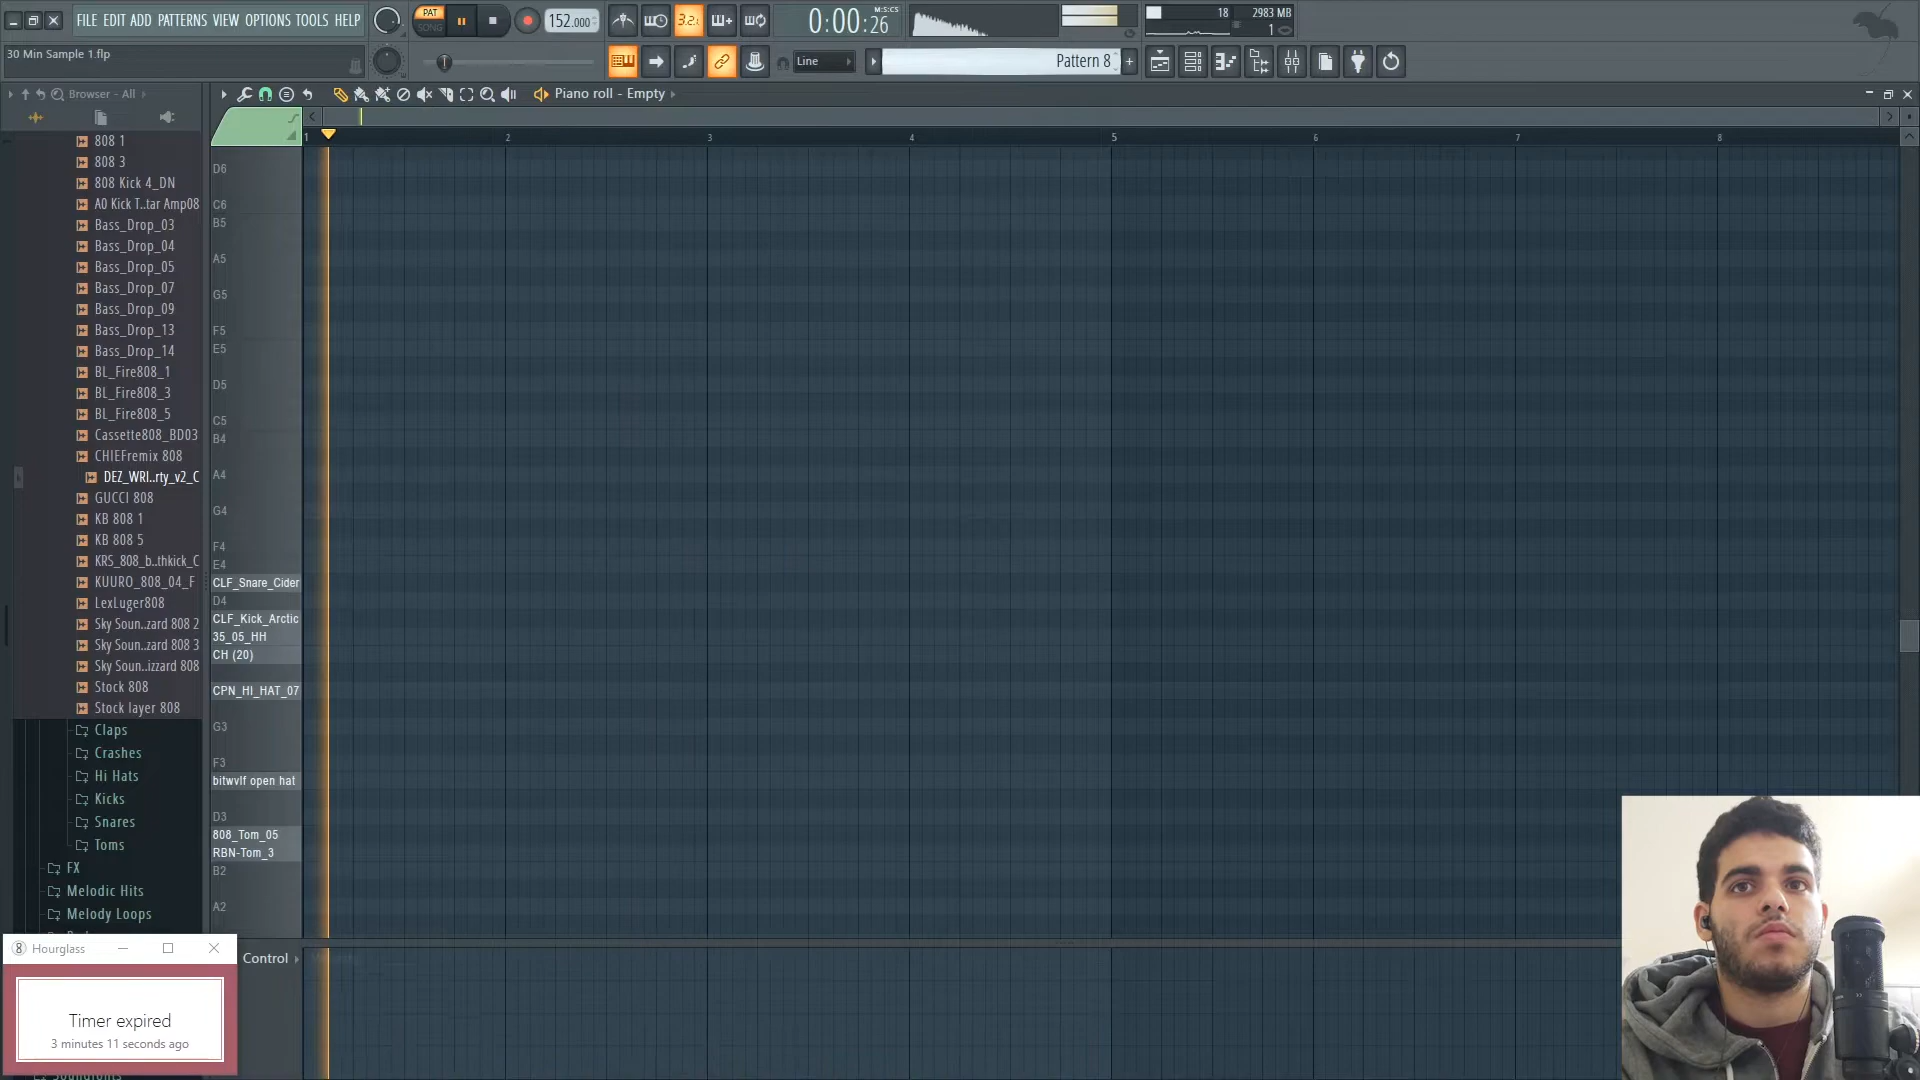 FILE EDIT ADD PATTERNS VIEW OPTIONS TOOLS HELP
PAT
SONG
152.000
3.2.
0:00:26
M:S:CS
18
2983 MB
1
30 Min Sample 1.flp
Line
Pattern 8
Browser - All
Piano roll - Empty
1 2 3 4 5 6 7 8
808 1
808 3
808 Kick 4_DN
A0 Kick T..tar Amp08
Bass_Drop_03
Bass_Drop_04
Bass_Drop_05
Bass_Drop_07
Bass_Drop_09
Bass_Drop_13
Bass_Drop_14
BL_Fire808_1
BL_Fire808_3
BL_Fire808_5
Cassette808_BD03
CHIEFremix 808
DEZ_WRI..rty_v2_C
GUCCI 808
KB 808 1
KB 808 5
KRS_808_b..thkick_C
KUURO_808_04_F
LexLuger808
Sky Soun..zard 808 2
Sky Soun..zard 808 3
Sky Soun..izzard 808
Stock 808
Stock layer 808
Claps
Crashes
Hi Hats
Kicks
Snares
Toms
FX
Melodic Hits
Melody Loops
D6
C6
B5
A5
G5
F5
E5
D5
C5
B4
A4
G4
F4
E4
CLF_Snare_Cider
D4
CLF_Kick_Arctic
35_05_HH
CH (20)
CPN_HI_HAT_07
G3
F3
bitwvlf open hat
D3
808_Tom_05
RBN-Tom_3
B2
A2
Control
Hourglass
Timer expired
3 minutes 11 seconds ago